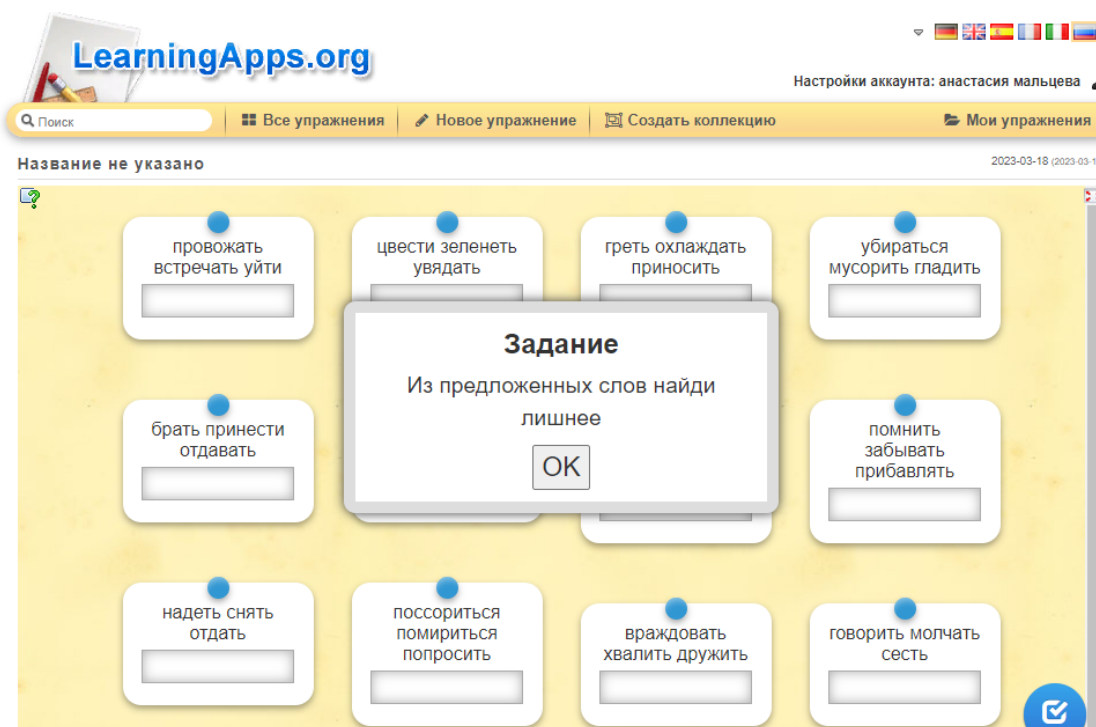 LearningApps.org
Настройки аккаунта: анастасия мальцева
Поиск
Все упражнения
Новое упражнение
Создать коллекцию
Мои упражнения
Название не указано
2023-03-18 (2023-03-1
провожать
встречать уйти
цвести зеленеть
увядать
греть охлаждать
приносить
убираться
мусорить гладить
Задание
Из предложенных слов найди
лишнее
OK
брать принести
отдавать
помнить
забывать
прибавлять
надеть снять
отдать
поссориться
помириться
попросить
враждовать
хвалить дружить
говорить молчать
сесть